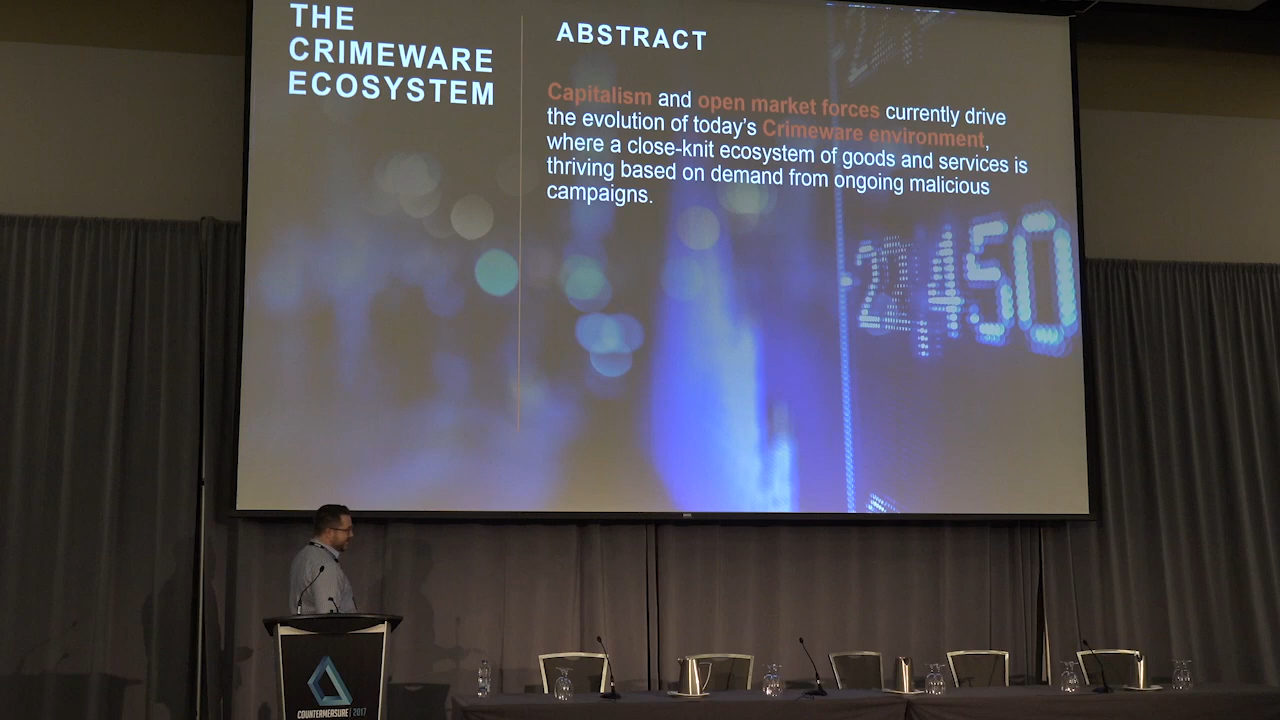 THE
CRIMEWARE
ECOSYSTEM
ABSTRACT
Capitalism and open market forces currently drive
the evolution of today's Crimeware environment,
where a close-knit ecosystem of goods and services is
thriving based on demand from ongoing malicious
campaigns.
450
COUNTERMEASURE | 2017